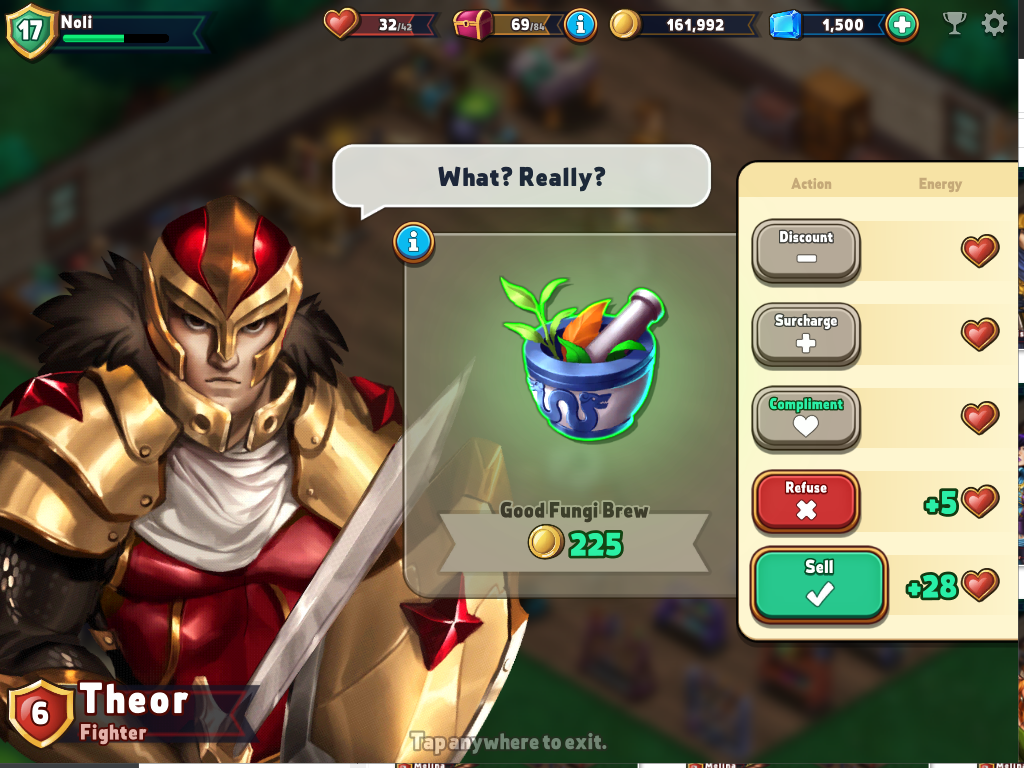 17
Noli
32/42
69/84
161,992
1,500
What? Really?
Action
Energy
Discount
Surcharge
Compliment
Refuse
+5
Sell
+28
Good Fungi Brew
225
6
Theor
Fighter
Tap anywhere to exit.